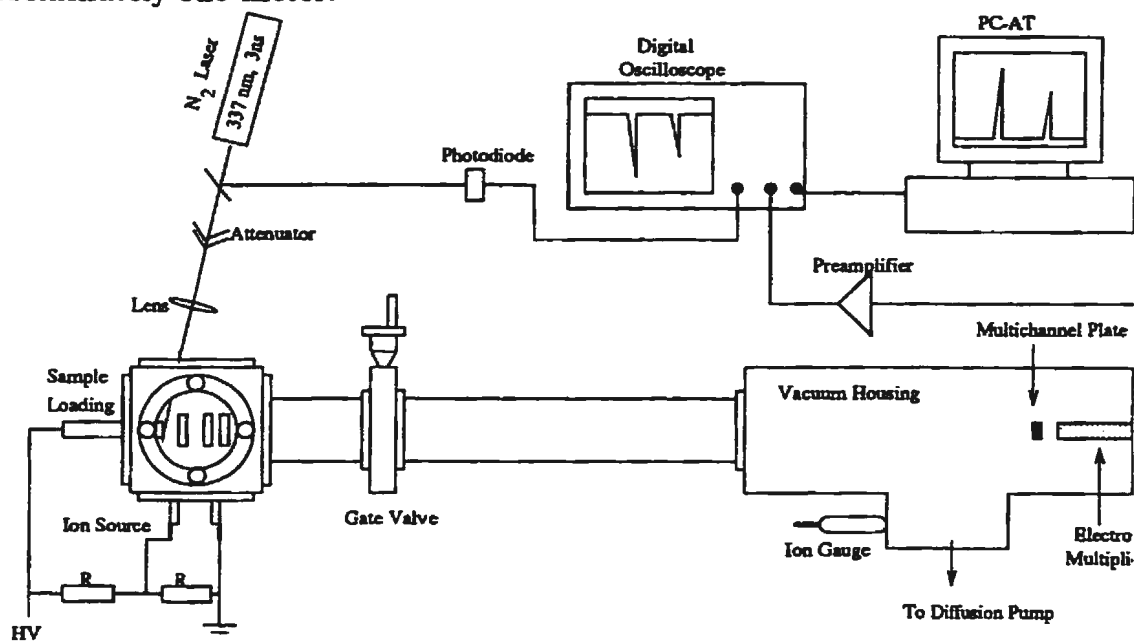 PC-AT
Digital
Oscilloscope
N2 Laser
337 nm, 3ns
Photodiode
Attenuator
Preamplifier
Lens
Multichannel Plate
Sample
Loading
Vacuum Housing
Ion Source
Gate Valve
Ion Gauge
Electro
Multipli
R
R
To Diffusion Pump
HV